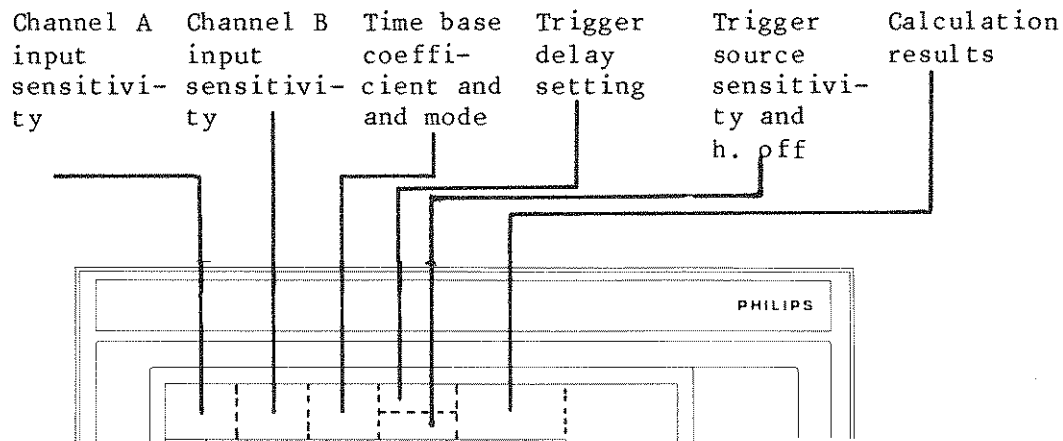 Channel A
input
sensitivi-
ty
Channel B
input
sensitivi-
ty
Time base
coeffi-
cient and
and mode
Trigger
delay
setting
Trigger
source
sensitivi-
ty and
h. off
Calculation
results
PHILIPS